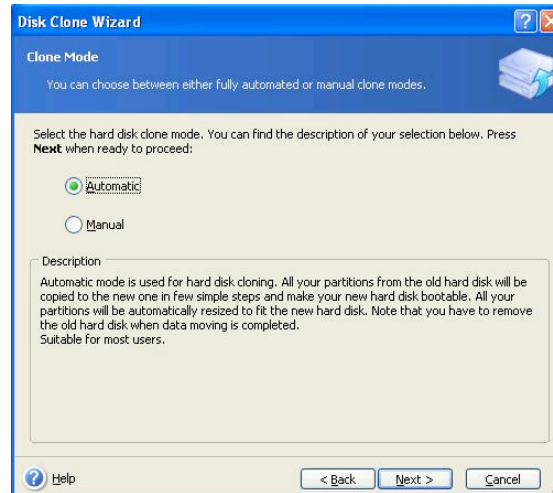 Disk Clone Wizard
?
Clone Mode
You can choose between either fully automated or manual clone modes.
Select the hard disk clone mode. You can find the description of your selection below. Press
Next when ready to proceed:
Automatic
Manual
Description
Automatic mode is used for hard disk cloning. All your partitions from the old hard disk will be
copied to the new one in few simple steps and make your new hard disk bootable. All your
partitions will be automatically resized to fit the new hard disk. Note that you have to remove
the old hard disk when data moving is completed.
Suitable for most users.
? Help
< Back
Next >
Cancel